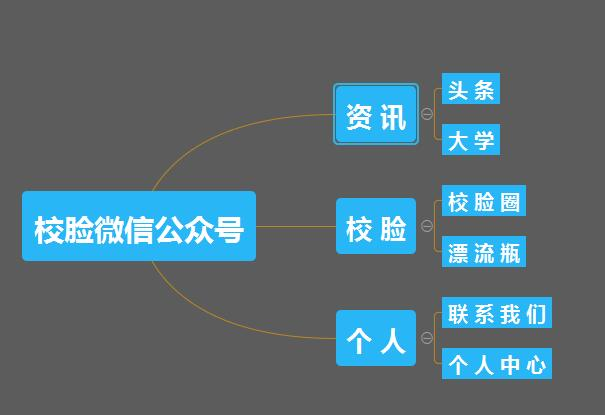 校脸微信公众号
资讯
头条
大学
校脸
校脸圈
漂流瓶
个人
联系我们
个人中心